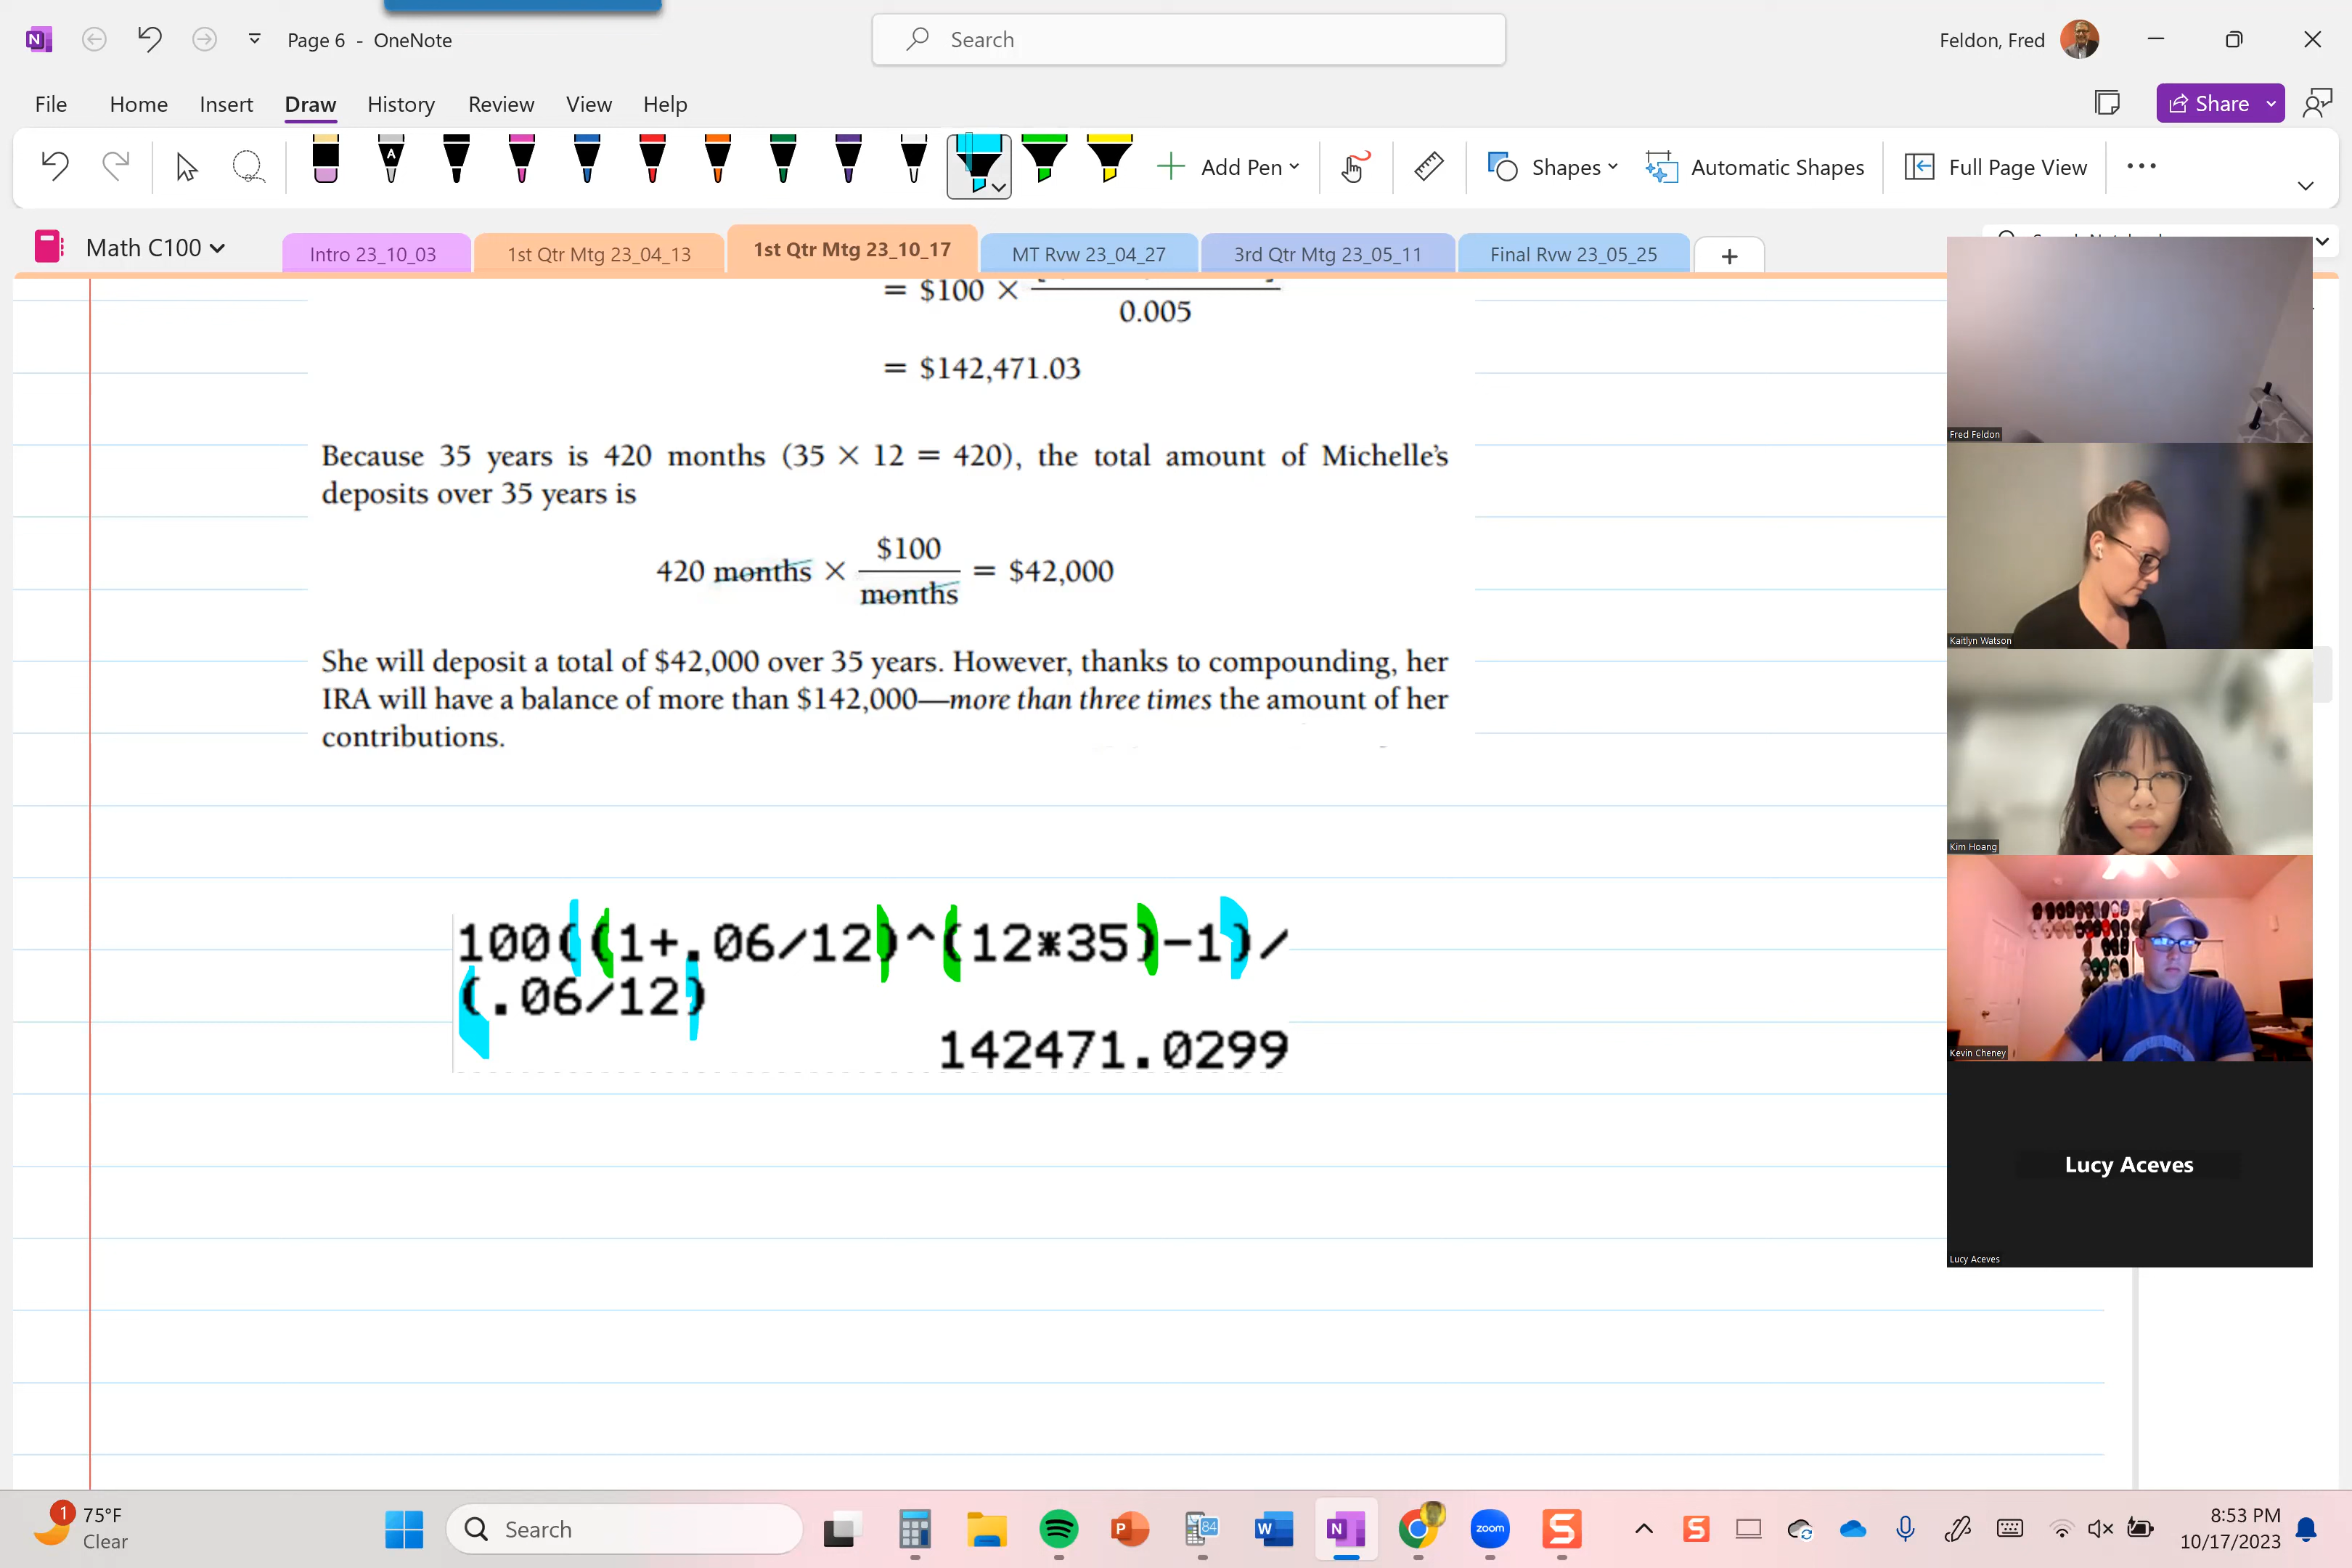 Page 6 - OneNote
Search
Feldon, Fred
File Home Insert Draw History Review View Help
Share
A
Add Pen
Shapes
Automatic Shapes
Full Page View
Math C100
Intro 23_10_03
1st Qtr Mtg 23_04_13
1st Qtr Mtg 23_10_17
MT Rvw 23_04_27
3rd Qtr Mtg 23_05_11
Final Rvw 23_05_25
+
= $100 ×
0.005
= $142,471.03
Because 35 years is 420 months (35 × 12 = 420), the total amount of Michelle's
deposits over 35 years is
420 months × $100 / months = $42,000
She will deposit a total of $42,000 over 35 years. However, thanks to compounding, her
IRA will have a balance of more than $142,000—more than three times the amount of her
contributions.
100((1+.06/12)^(12*35)-1)/
(.06/12)
142471.0299
Fred Feldon
Kaitlyn Watson
Kim Hoang
Kevin Cheney
Lucy Aceves
Lucy Aceves
1
75°F
Clear
Search
84
zoom
8:53 PM
10/17/2023